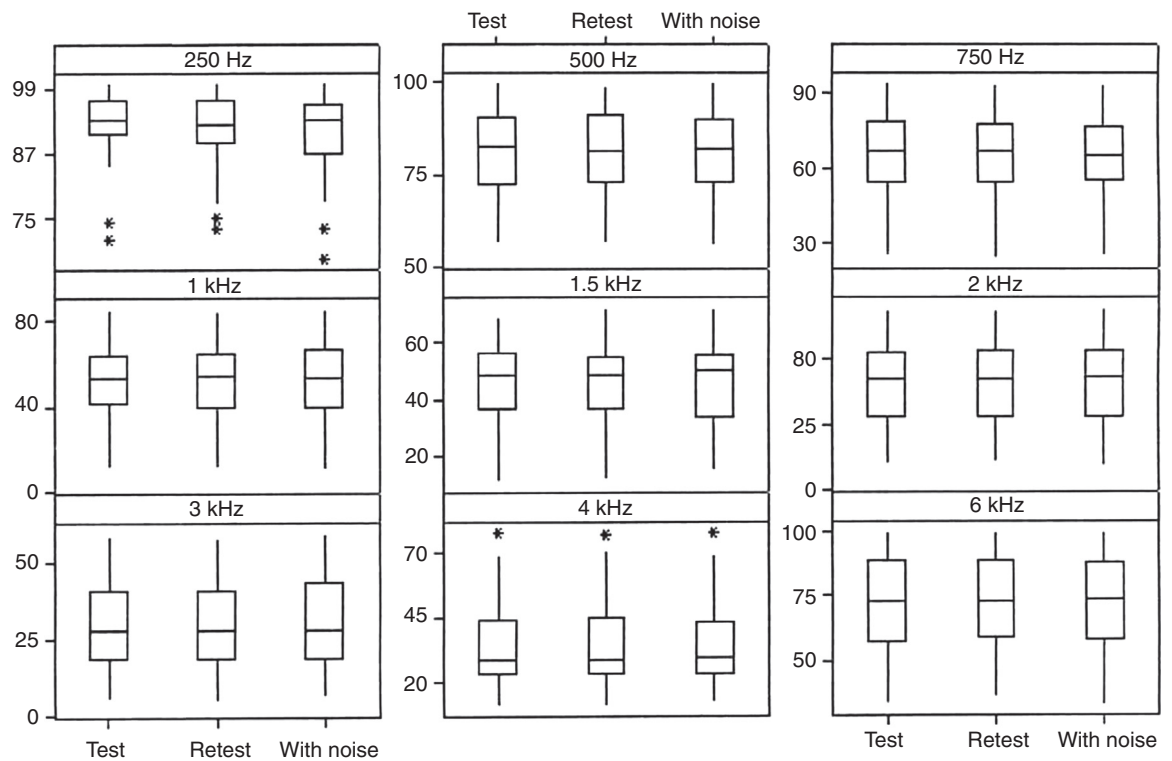 Test Retest With noise
250 Hz 500 Hz 750 Hz
99 100 90
87 75 60
75 50 30
1 kHz 1.5 kHz 2 kHz
80 60 80
40 40 25
0 20 0
3 kHz 4 kHz 6 kHz
50 70 100
25 45 75
0 20 50
Test Retest With noise Test Retest With noise